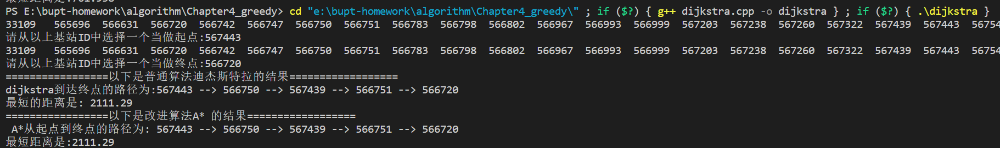 最短距离是:781.938
PS E:\bupt-homework\algorithm\Chapter4_greedy> cd "e:\bupt-homework\algorithm\Chapter4_greedy\" ; if ($?) { g++ dijkstra.cpp -o dijkstra } ; if ($?) { .\dijkstra }
33109 565696 566631 566720 566742 566747 566750 566751 566783 566798 566802 566967 566993 566999 567203 567238 567260 567322 567439 567443 56754
请从以上基站ID中选择一个当做起点:567443
33109 565696 566631 566720 566742 566747 566750 566751 566783 566798 566802 566967 566993 566999 567203 567238 567260 567322 567439 567443 56754
请从以上基站ID中选择一个当做终点:566720
=================以下是普通算法迪杰斯特拉的结果==================
dijkstra到达终点的路径为:567443 --> 566750 --> 567439 --> 566751 --> 566720
最短的距离是: 2111.29
=================以下是改进算法A* 的结果==================
A*从起点到终点的路径为: 567443 --> 566750 --> 567439 --> 566751 --> 566720
最短距离是:2111.29